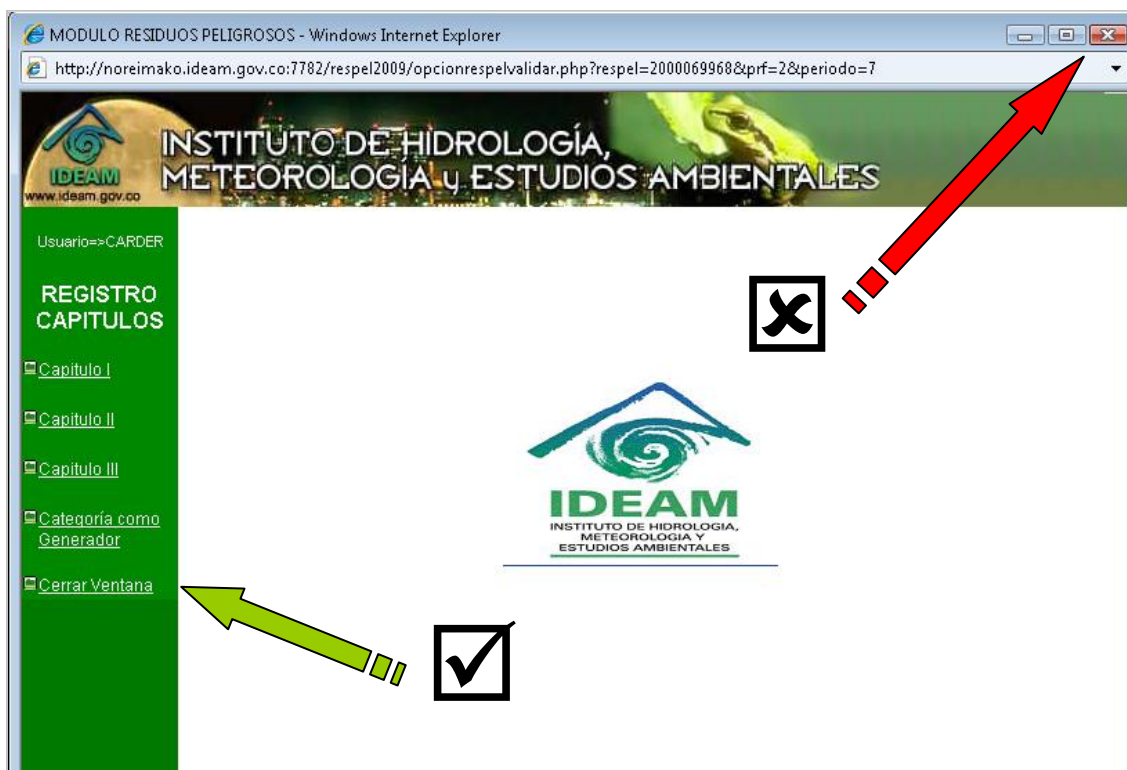 MODULO RESIDUOS PELIGROSOS - Windows Internet Explorer
http://noreimako.ideam.gov.co:7782/respel2009/opcionrespelvalidar.php?respel=2000069968&prf=2&periodo=7
IDEAM
www.ideam.gov.co
INSTITUTO DE HIDROLOGÍA,
METEOROLOGÍA y ESTUDIOS AMBIENTALES
Usuario=>CARDER
REGISTRO
CAPITULOS
Capitulo I
Capitulo II
Capitulo III
Categoría como
Generador
Cerrar Ventana
IDEAM
INSTITUTO DE HIDROLOGIA,
METEOROLOGIA Y
ESTUDIOS AMBIENTALES